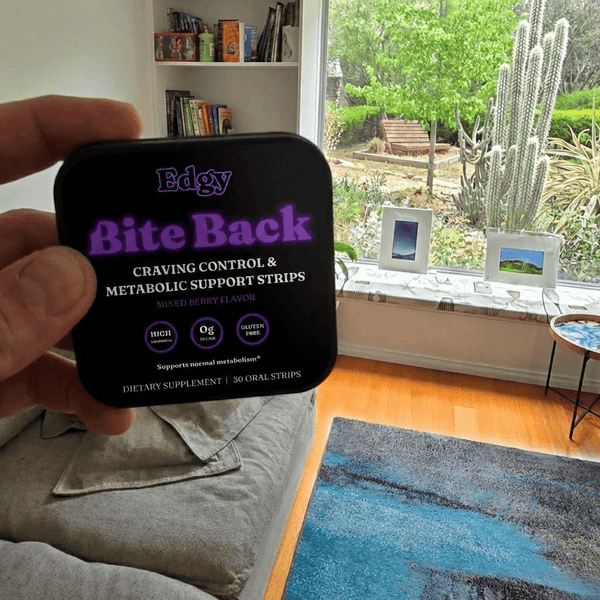 Edgy
Bite Back
CRAVING CONTROL &
METABOLIC SUPPORT STRIPS
MIXED BERRY FLAVOR
HIGH
0g
SUGAR
GLUTEN
FREE
Supports normal metabolism*
DIETARY SUPPLEMENT | 30 ORAL STRIPS